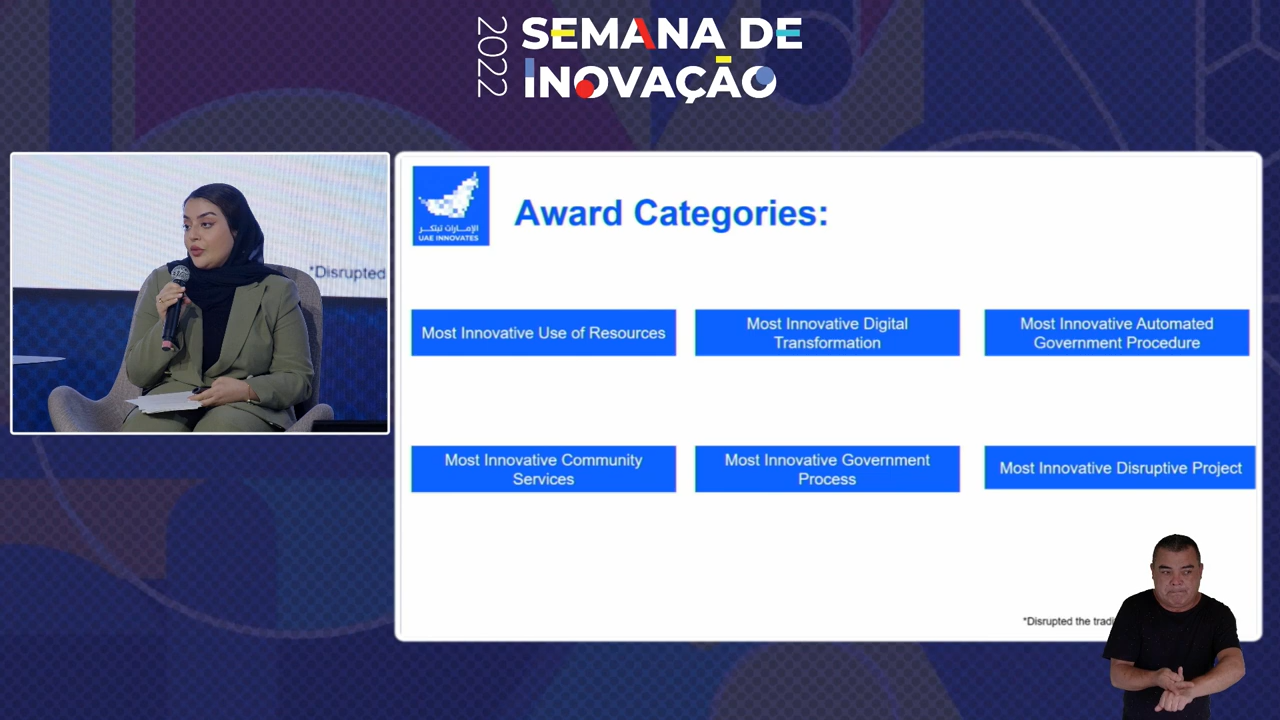 2022
SEMANA DE
INOVAÇÃO
*Disrupted
الإمارات تبتكر
UAE INNOVATES
Award Categories:
Most Innovative Use of Resources
Most Innovative Digital
Transformation
Most Innovative Automated
Government Procedure
Most Innovative Community
Services
Most Innovative Government
Process
Most Innovative Disruptive Project
*Disrupted the